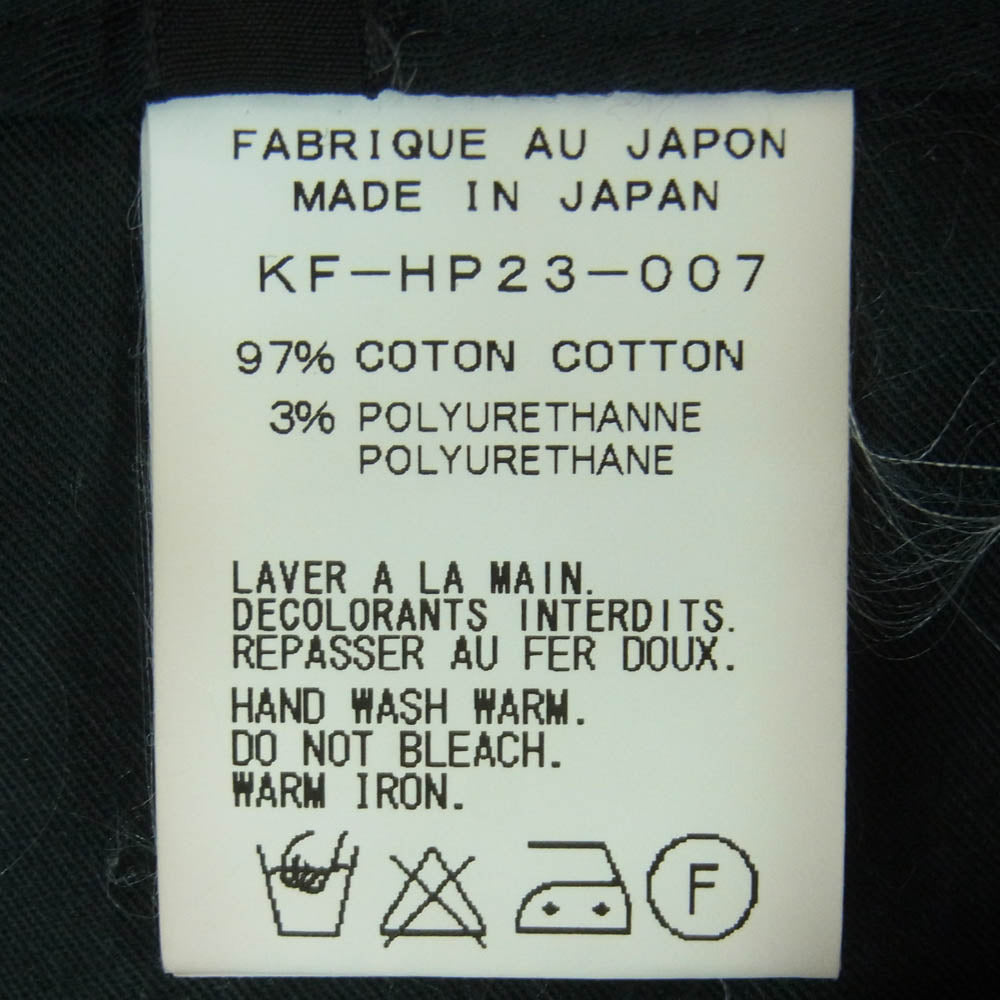 FABRIQUE AU JAPON
MADE IN JAPAN
KF-HP23-007
97% COTON COTTON
3% POLYURETHANNE
POLYURETHANE
LAVER A LA MAIN.
DECOLORANTS INTERDITS.
REPASSER AU FER DOUX.
HAND WASH WARM.
DO NOT BLEACH.
WARM IRON.
F